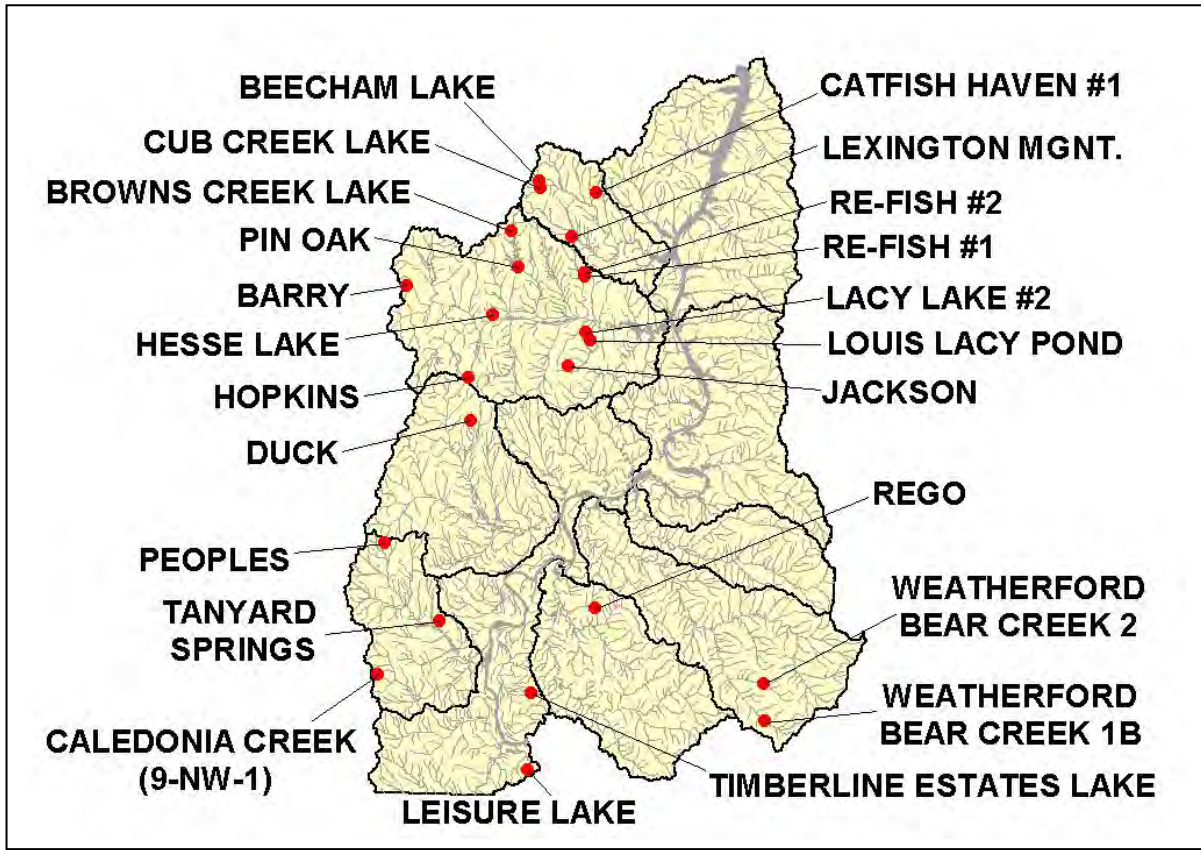 BEECHAM LAKE
CUB CREEK LAKE
BROWNS CREEK LAKE
PIN OAK
BARRY
HESSE LAKE
HOPKINS
DUCK
PEOPLES
TANYARD
SPRINGS
CALEDONIA CREEK
(9-NW-1)
LEISURE LAKE
CATFISH HAVEN #1
LEXINGTON MGNT.
RE-FISH #2
RE-FISH #1
LACY LAKE #2
LOUIS LACY POND
JACKSON
REGO
WEATHERFORD
BEAR CREEK 2
WEATHERFORD
BEAR CREEK 1B
TIMBERLINE ESTATES LAKE